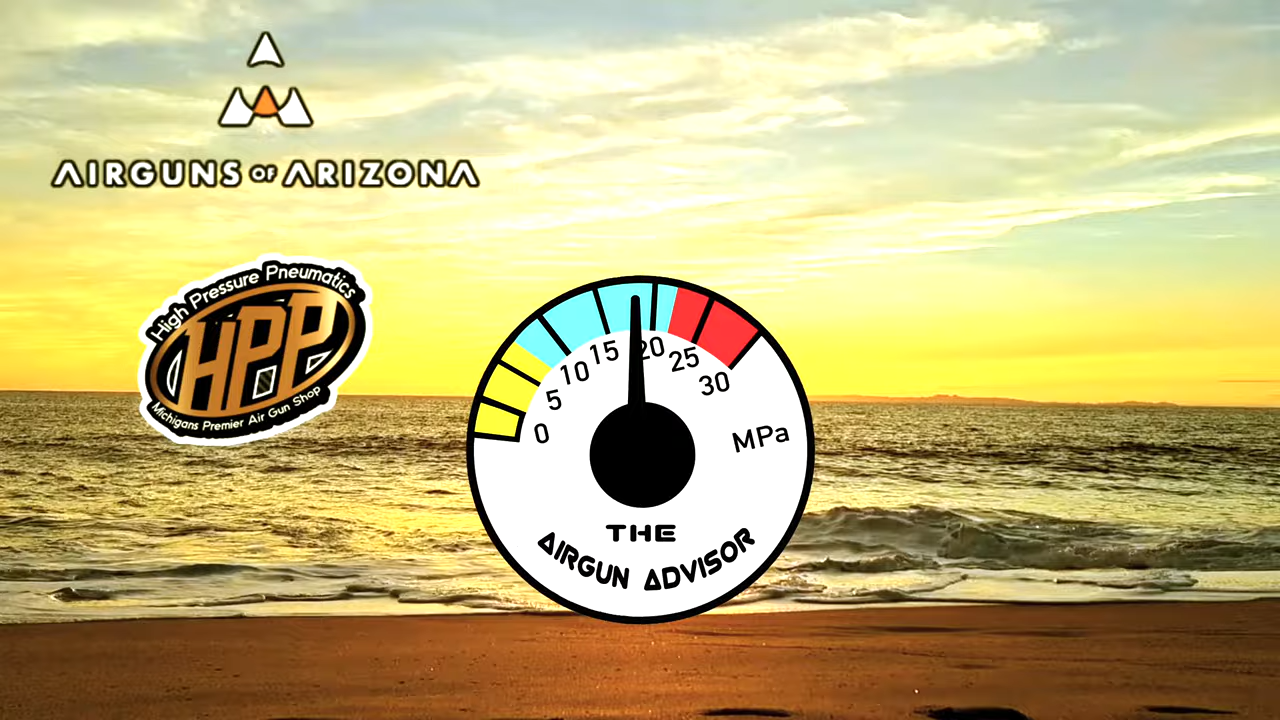 AIRGUNS OF ARIZONA
High Pressure Pneumatics
HPP
Michigans Premier Air Gun Shop
0 5 10 15 20 25 30
MPa
THE
AIRGUN ADVISOR